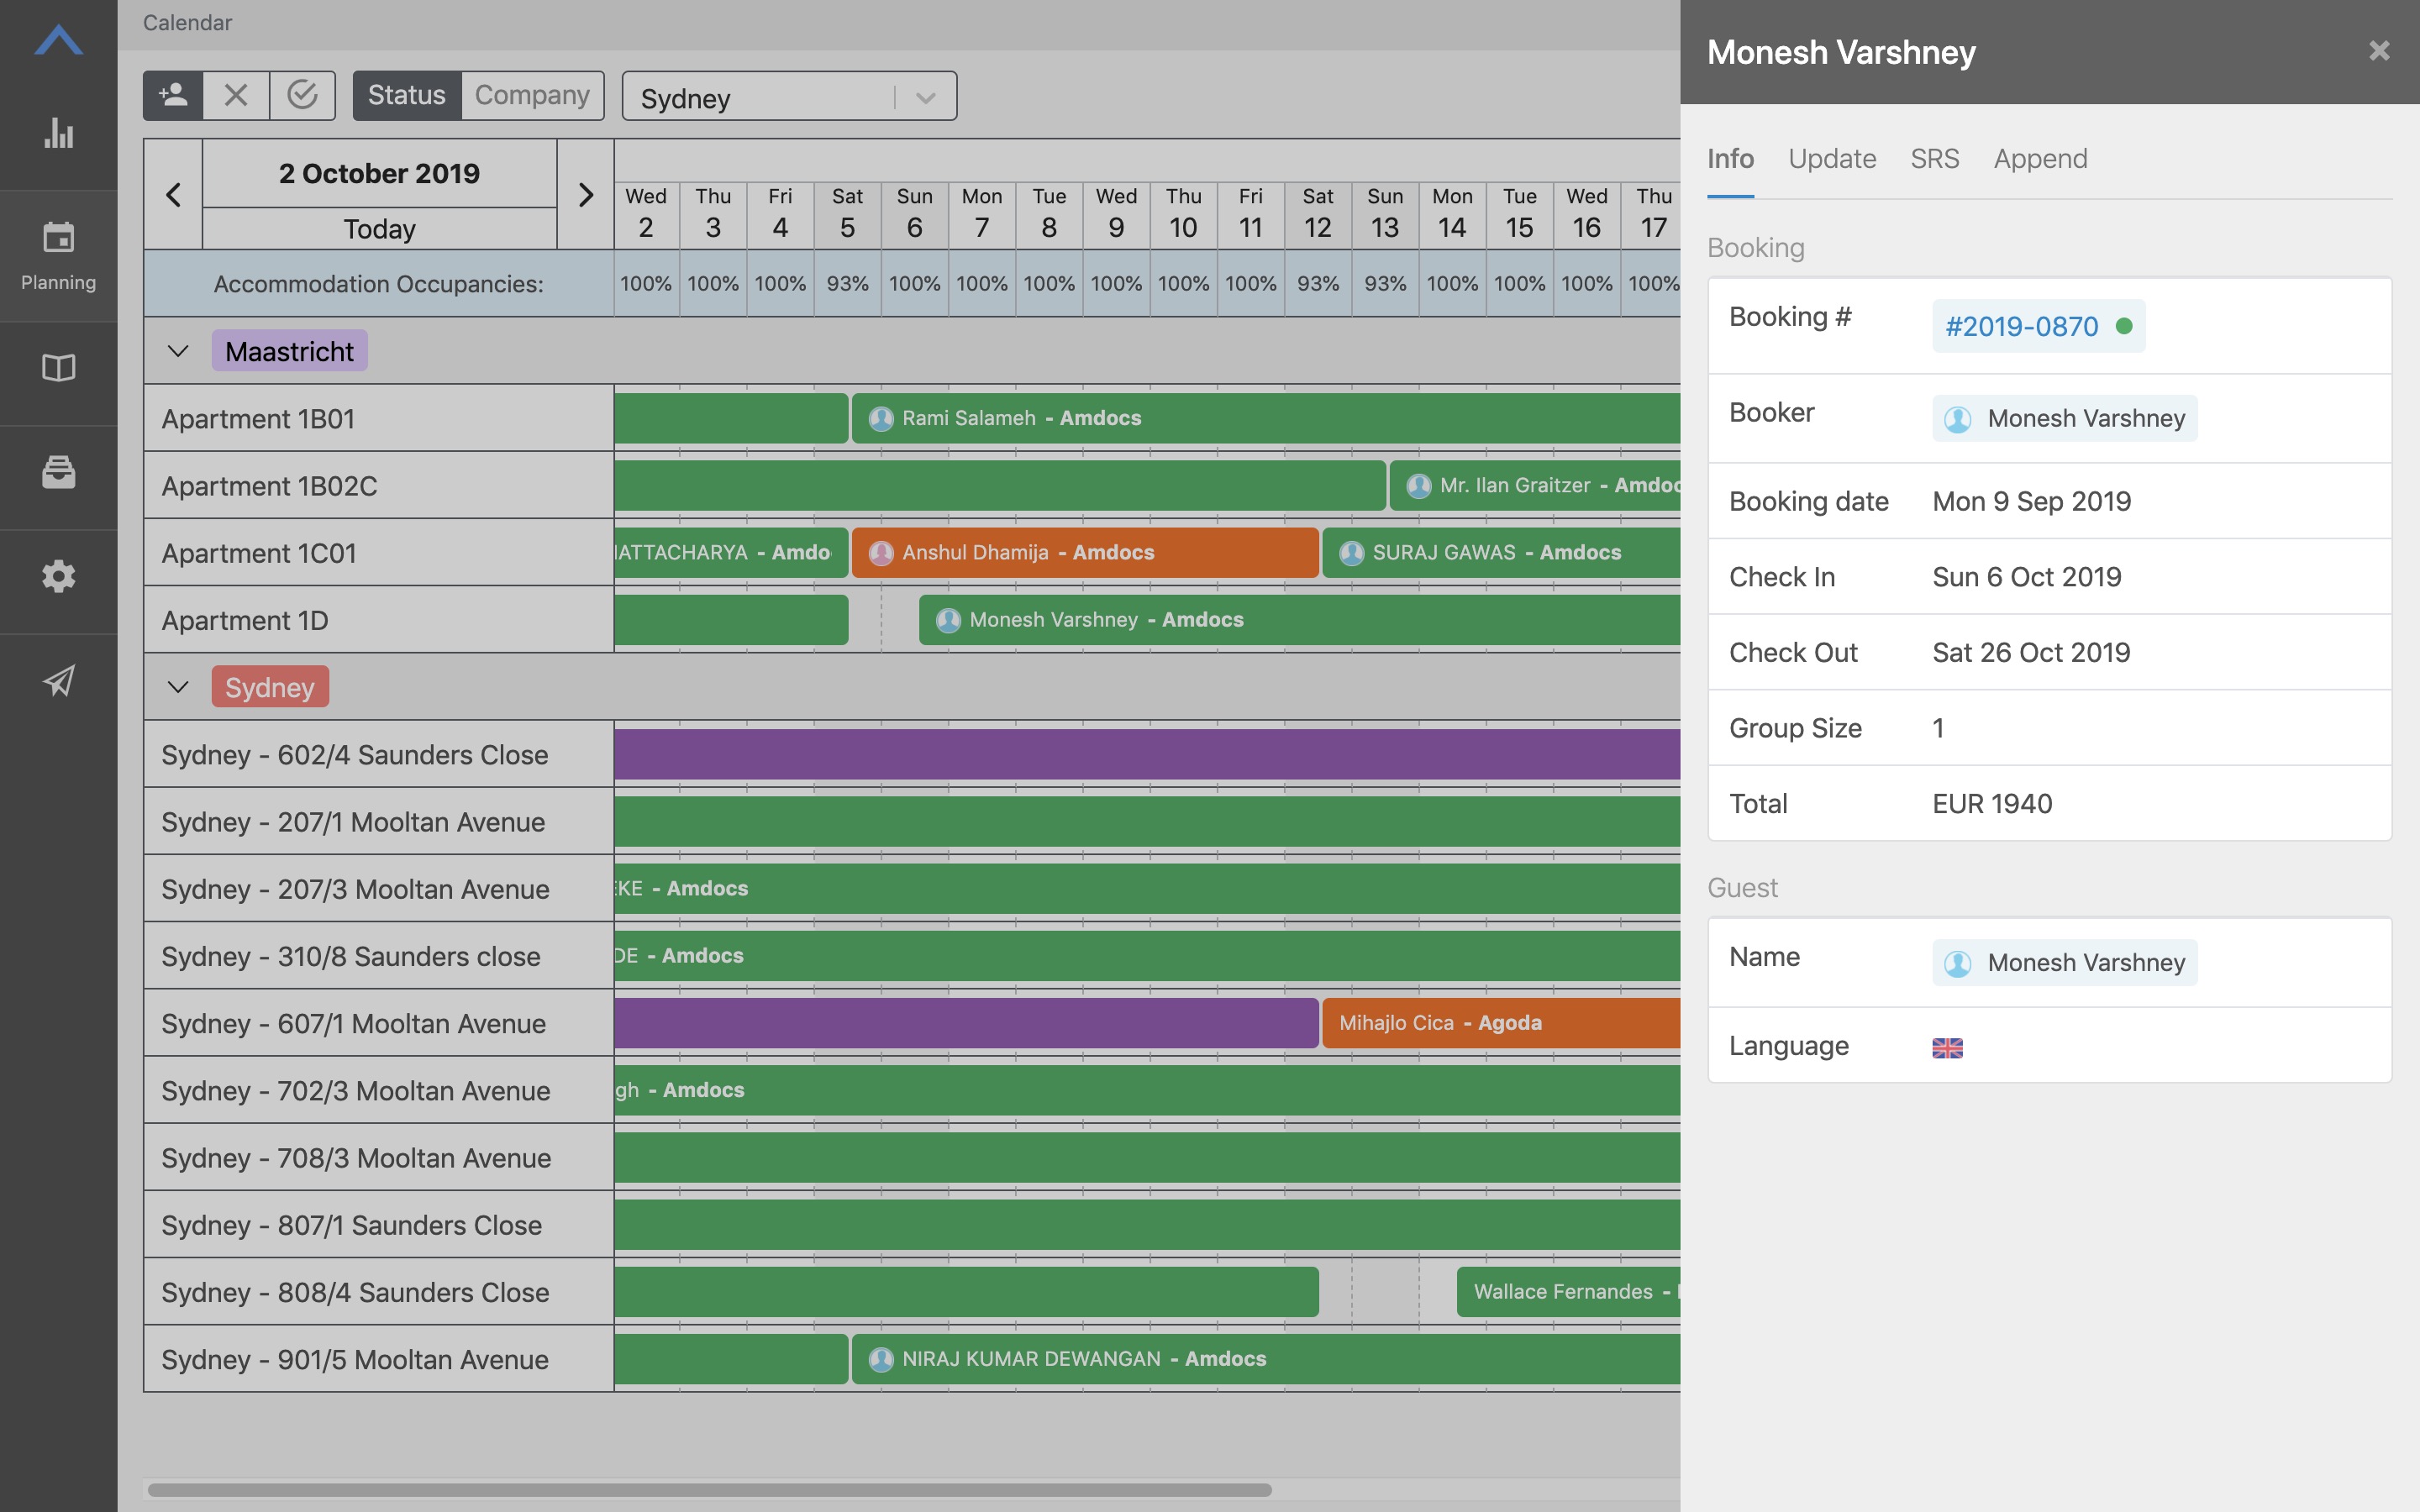 Calendar
Planning
Status Company
Sydney
2 October 2019
Today
Wed Thu Fri Sat Sun Mon Tue Wed Thu Fri Sat Sun Mon Tue Wed Thu
2 3 4 5 6 7 8 9 10 11 12 13 14 15 16 17
Accommodation Occupancies: 100% 100% 100% 93% 100% 100% 100% 100% 100% 100% 93% 93% 100% 100% 100% 100%
Maastricht
Apartment 1B01 Rami Salameh - Amdocs
Apartment 1B02C Mr. Ilan Graitzer - Amdoc
Apartment 1C01 ATTACHARYA - Amdo Anshul Dhamija - Amdocs SURAJ GAWAS - Amdocs
Apartment 1D Monesh Varshney - Amdocs
Sydney
Sydney - 602/4 Saunders Close
Sydney - 207/1 Mooltan Avenue
Sydney - 207/3 Mooltan Avenue KE - Amdocs
Sydney - 310/8 Saunders close DE - Amdocs
Sydney - 607/1 Mooltan Avenue Mihajlo Cica - Agoda
Sydney - 702/3 Mooltan Avenue gh - Amdocs
Sydney - 708/3 Mooltan Avenue
Sydney - 807/1 Saunders Close
Sydney - 808/4 Saunders Close Wallace Fernandes -
Sydney - 901/5 Mooltan Avenue NIRAJ KUMAR DEWANGAN - Amdocs
Monesh Varshney
Info Update SRS Append
Booking
Booking # #2019-0870
Booker Monesh Varshney
Booking date Mon 9 Sep 2019
Check In Sun 6 Oct 2019
Check Out Sat 26 Oct 2019
Group Size 1
Total EUR 1940
Guest
Name Monesh Varshney
Language